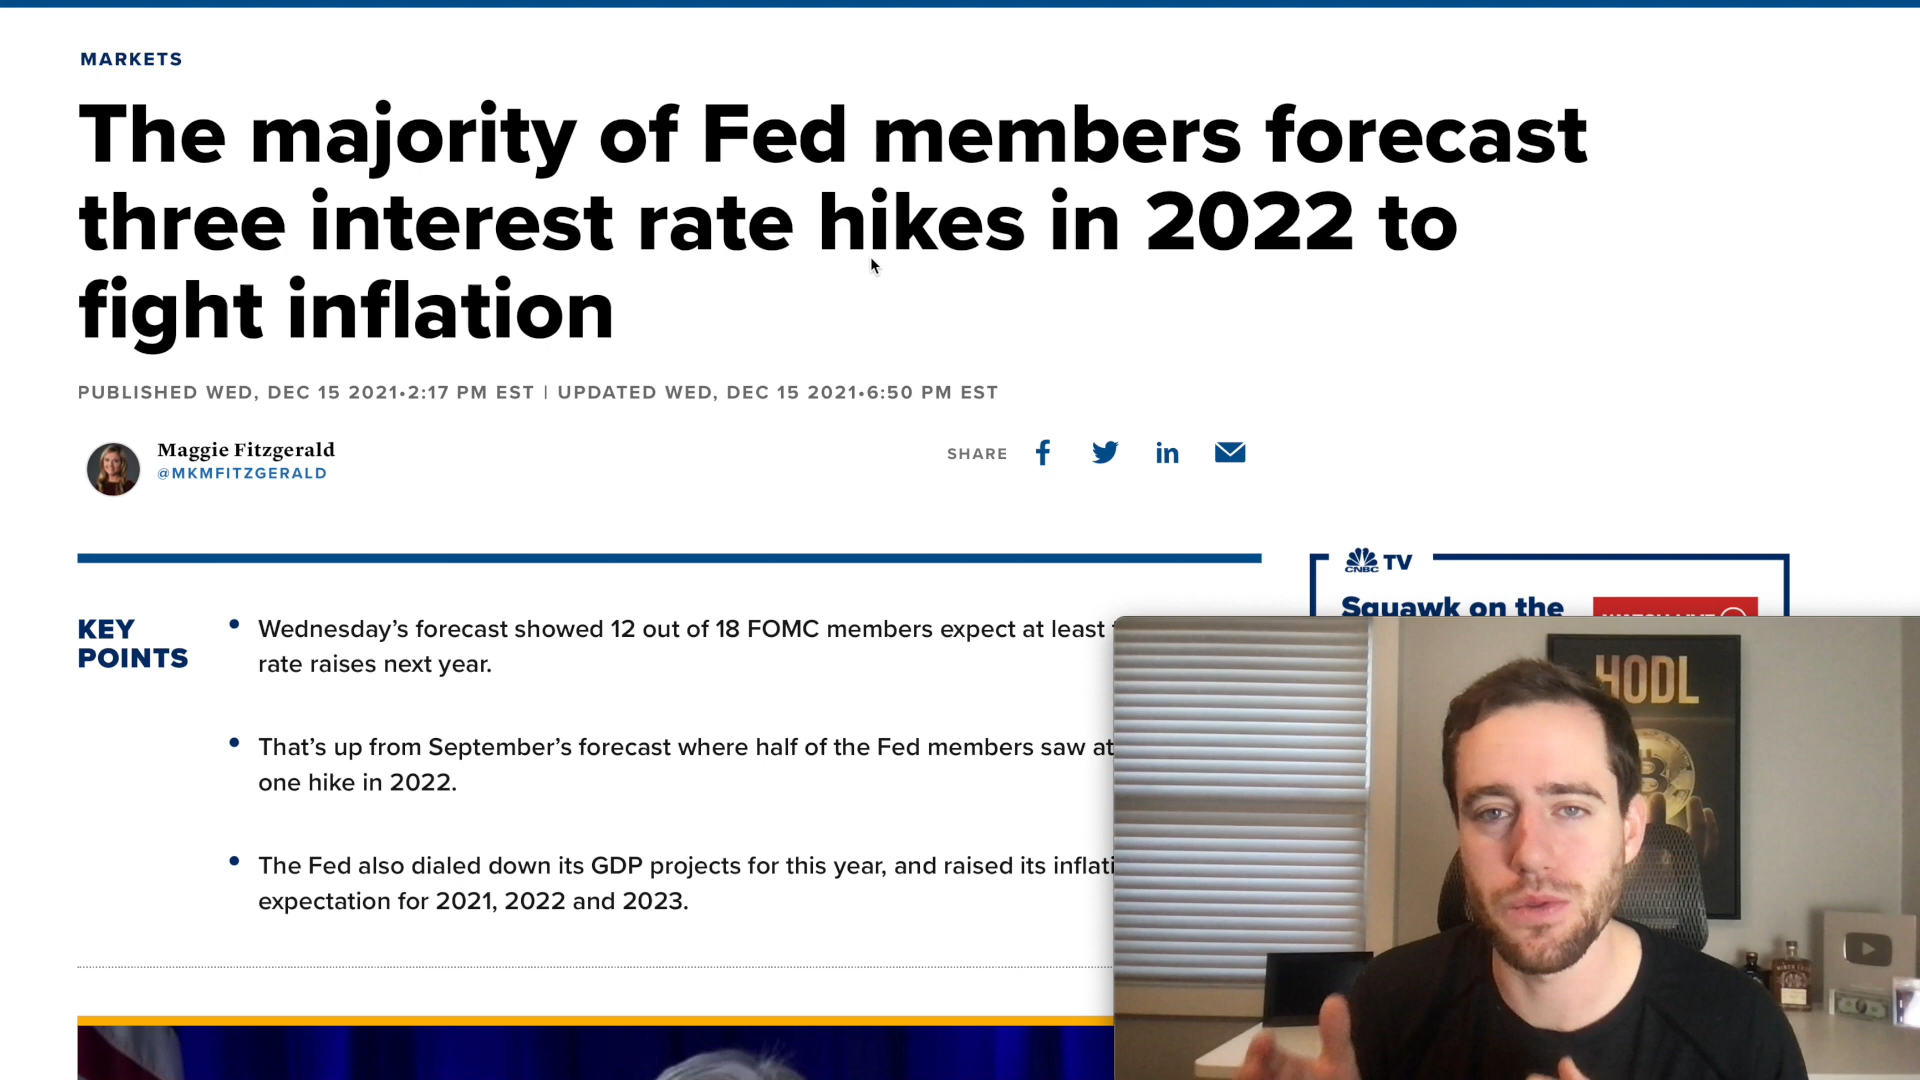 MARKETS
The majority of Fed members forecast
three interest rate hikes in 2022 to
fight inflation
PUBLISHED WED, DEC 15 2021•2:17 PM EST | UPDATED WED, DEC 15 2021•6:50 PM EST
Maggie Fitzgerald
@MKMFITZGERALD
SHARE
CNBC TV
Squawk on the
WATCH LIVE
KEY
POINTS
Wednesday’s forecast showed 12 out of 18 FOMC members expect at least
rate raises next year.
That’s up from September’s forecast where half of the Fed members saw at
one hike in 2022.
The Fed also dialed down its GDP projects for this year, and raised its inflati
expectation for 2021, 2022 and 2023.
HODL